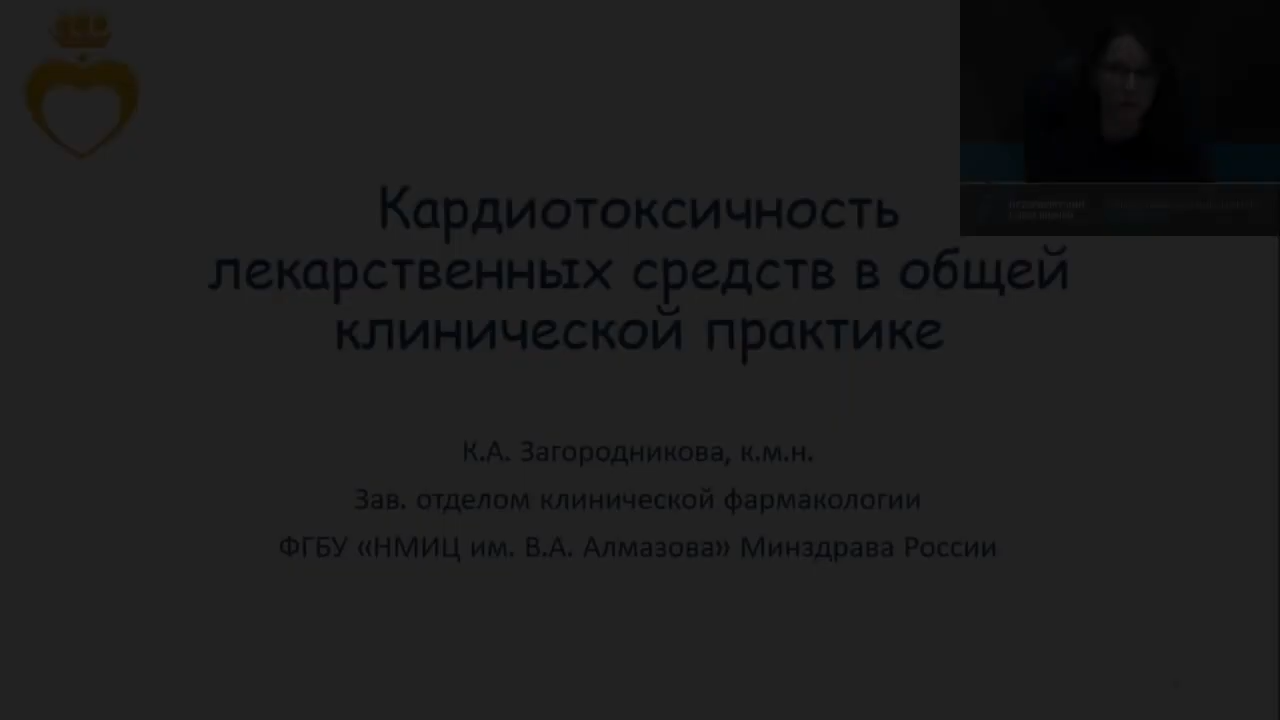 Кардиотоксичность
лекарственных средств в общей
клинической практике
К.А. Загородникова, к.м.н.
Зав. отделом клинической фармакологии
ФГБУ «НМИЦ им. В.А. Алмазова» Минздрава России